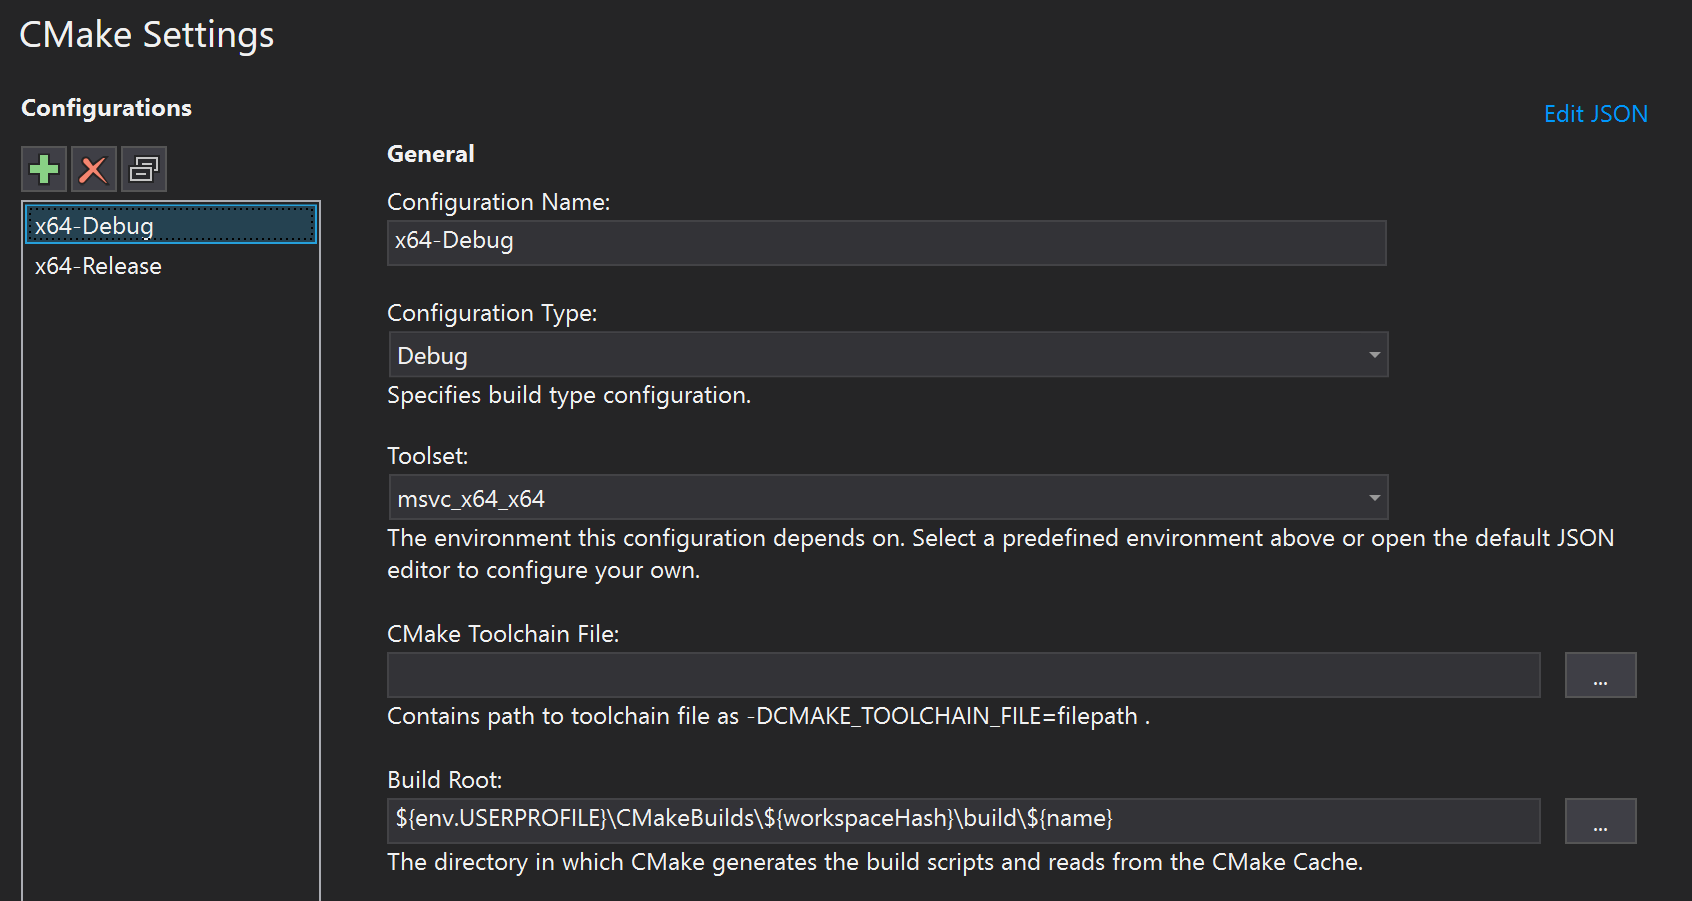 CMake Settings
Configurations
Edit JSON
x64-Debug
x64-Release
General
Configuration Name:
x64-Debug
Configuration Type:
Debug
Specifies build type configuration.
Toolset:
msvc_x64_x64
The environment this configuration depends on. Select a predefined environment above or open the default JSON
editor to configure your own.
CMake Toolchain File:
...
Contains path to toolchain file as -DCMAKE_TOOLCHAIN_FILE=filepath .
Build Root:
${env.USERPROFILE}\CMakeBuilds\${workspaceHash}\build\${name}
...
The directory in which CMake generates the build scripts and reads from the CMake Cache.